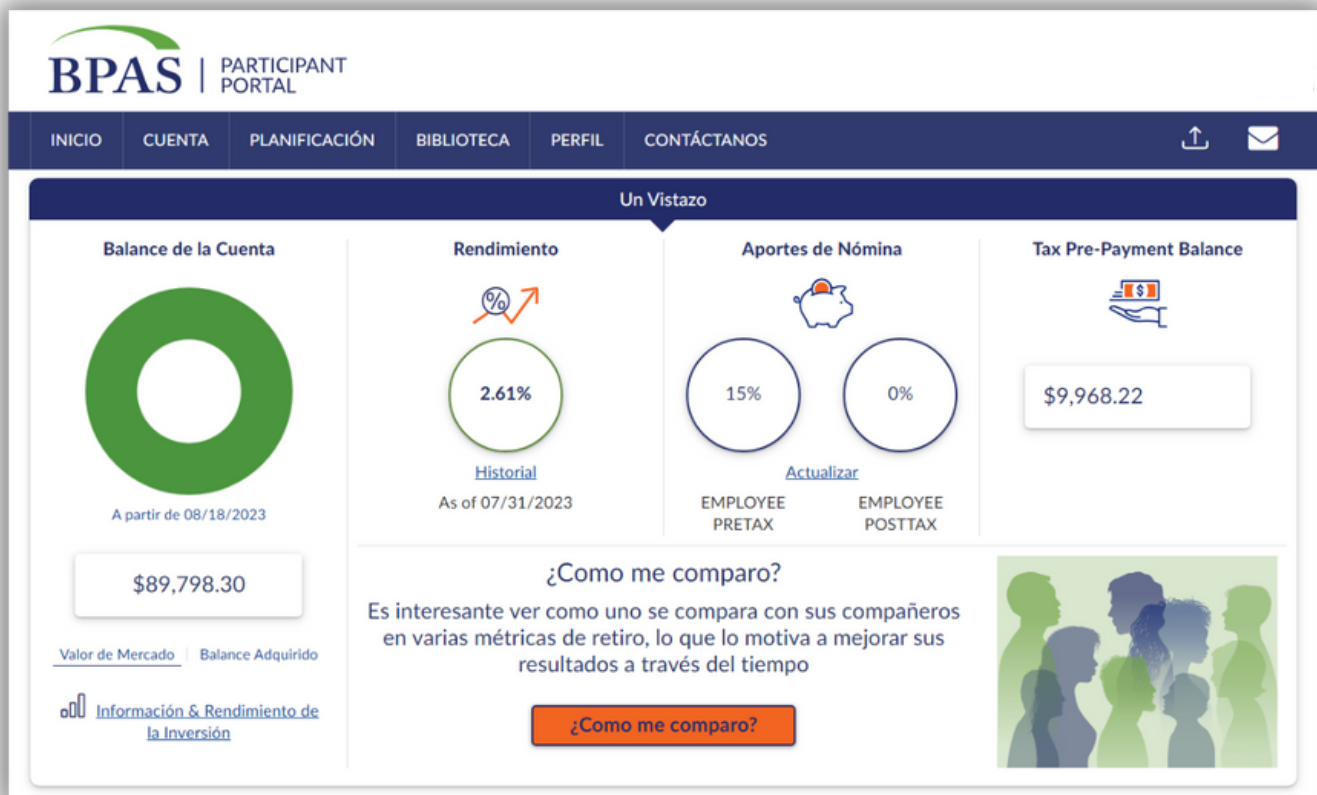 BPAS | PARTICIPANT
PORTAL
INICIO
CUENTA
PLANIFICACIÓN
BIBLIOTECA
PERFIL
CONTÁCTANOS
Un Vistazo
Balance de la Cuenta
A partir de 08/18/2023
$89,798.30
Valor de Mercado | Balance Adquirido
Información & Rendimiento de
la Inversión
Rendimiento
%
2.61%
Historial
As of 07/31/2023
Aportes de Nómina
15%
0%
Actualizar
EMPLOYEE
PRETAX
EMPLOYEE
POSTTAX
Tax Pre-Payment Balance
$
$9,968.22
¿Como me comparo?
Es interesante ver como uno se compara con sus compañeros
en varias métricas de retiro, lo que lo motiva a mejorar sus
resultados a través del tiempo
¿Como me comparo?